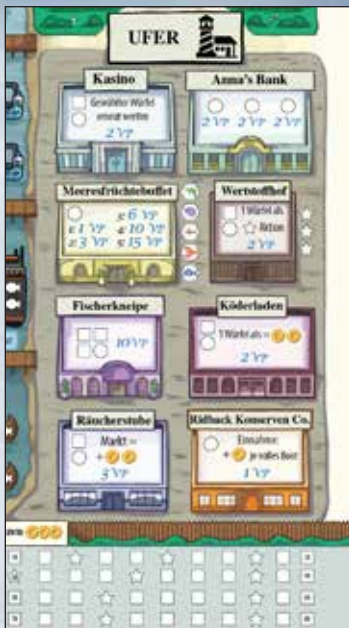 UFER
Kasino
Gewählter Würfel
erneut werfen
2 VP
Anna's Bank
2 VP 2 VP 2 VP
Meeresfrüchtebuffet
6 VP
1 VP 10 VP
3 VP 15 VP
Wertstoffhof
1 Würfel als
Aktion
2 VP
Fischerkneipe
10 VP
Köderladen
1 Würfel als =
2 VP
Räucherstube
Markt =
+
3 VP
Ridback Konserven Co.
Einnahme:
+ je volles Boot
1 VP